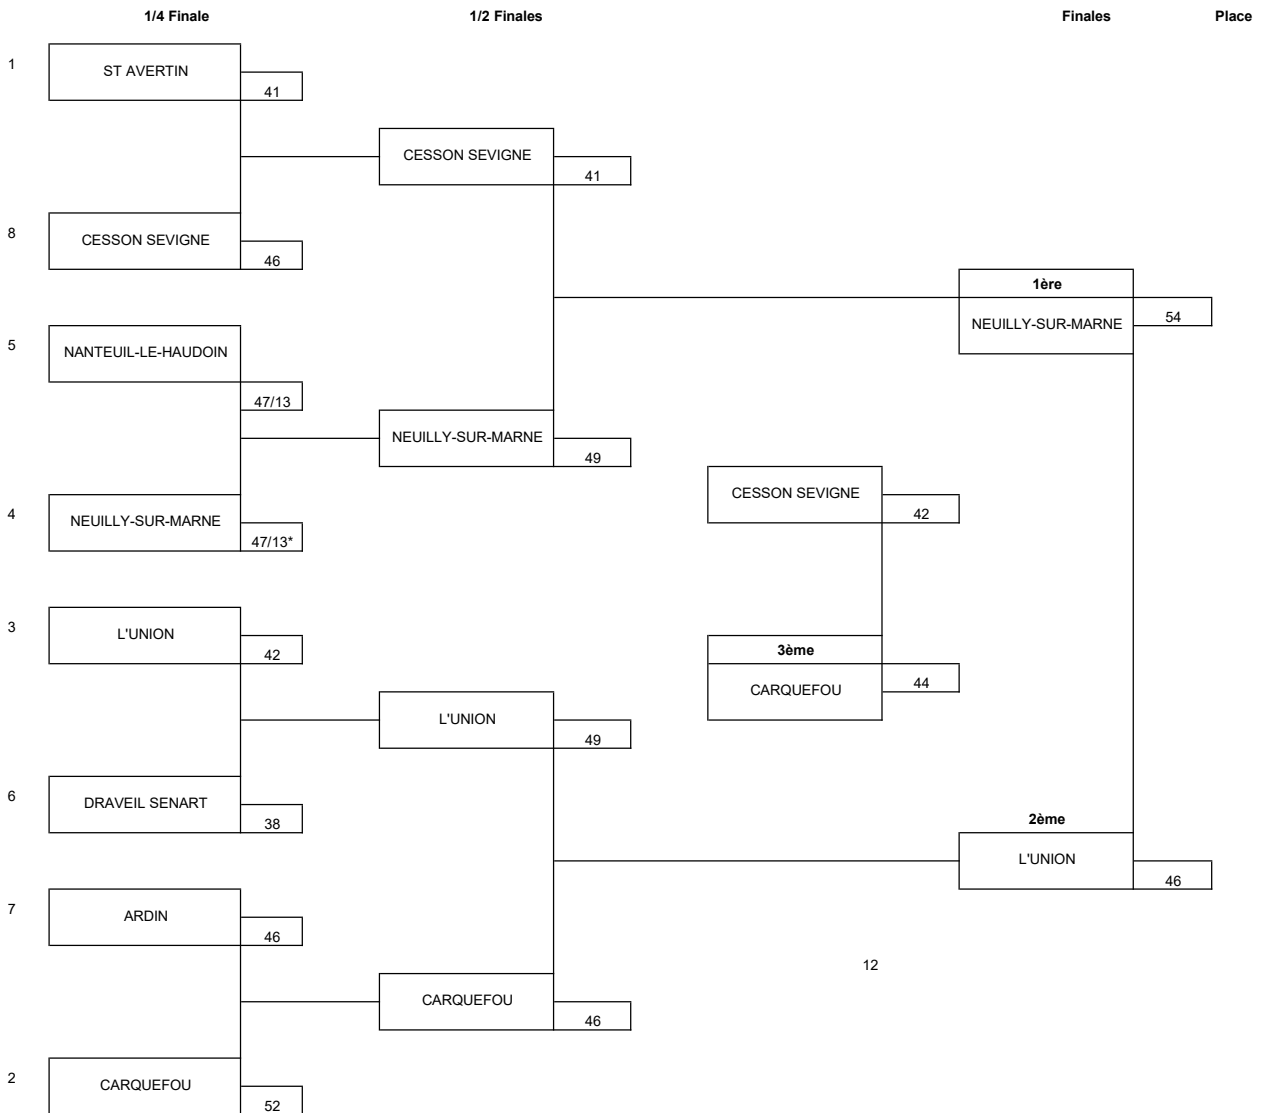 1/4 Finale
1/2 Finales
Finales
Place
1
ST AVERTIN
41
CESSON SEVIGNE
41
8
CESSON SEVIGNE
46
1ère
NEUILLY-SUR-MARNE
54
5
NANTEUIL-LE-HAUDOIN
47/13
NEUILLY-SUR-MARNE
49
CESSON SEVIGNE
42
4
NEUILLY-SUR-MARNE
47/13*
3
L'UNION
42
3ème
CARQUEFOU
44
L'UNION
49
6
DRAVEIL SENART
38
2ème
L'UNION
46
7
ARDIN
46
12
CARQUEFOU
46
2
CARQUEFOU
52